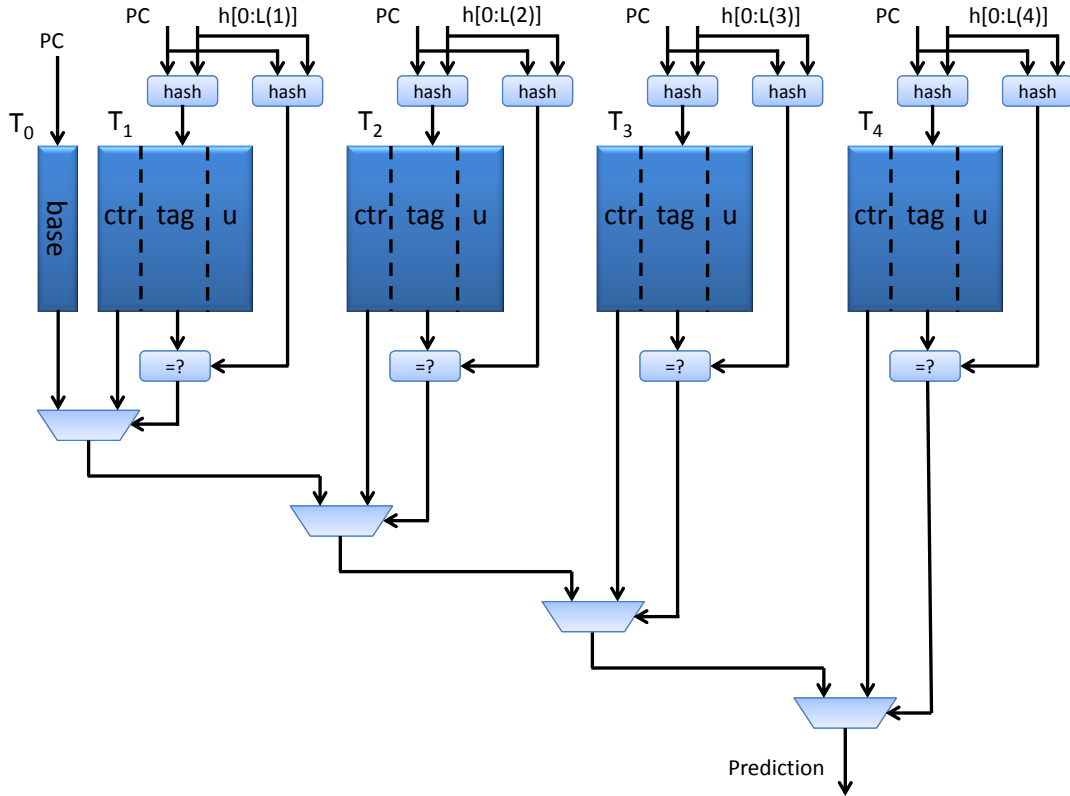 PC h[0:L(1)] PC h[0:L(2)] PC h[0:L(3)] PC h[0:L(4)]
PC
hash hash hash hash hash hash hash hash
T0 T1 T2 T3 T4
base ctr tag u ctr tag u ctr tag u ctr tag u
=? =? =? =?
Prediction